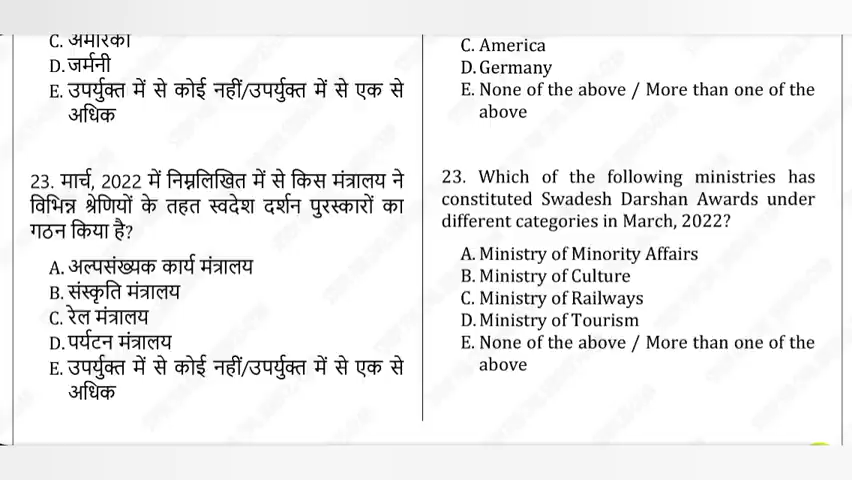 C. अमेरिका
D. जर्मनी
E. उपर्युक्त में से कोई नहीं/उपर्युक्त में से एक से
अधिक
23. मार्च, 2022 में निम्नलिखित में से किस मंत्रालय ने
विभिन्न श्रेणियों के तहत स्वदेश दर्शन पुरस्कारों का
गठन किया है?
A. अल्पसंख्यक कार्य मंत्रालय
B. संस्कृति मंत्रालय
C. रेल मंत्रालय
D. पर्यटन मंत्रालय
E. उपर्युक्त में से कोई नहीं/उपर्युक्त में से एक से
अधिक
C. America
D. Germany
E. None of the above / More than one of the
above
23. Which of the following ministries has
constituted Swadesh Darshan Awards under
different categories in March, 2022?
A. Ministry of Minority Affairs
B. Ministry of Culture
C. Ministry of Railways
D. Ministry of Tourism
E. None of the above / More than one of the
above